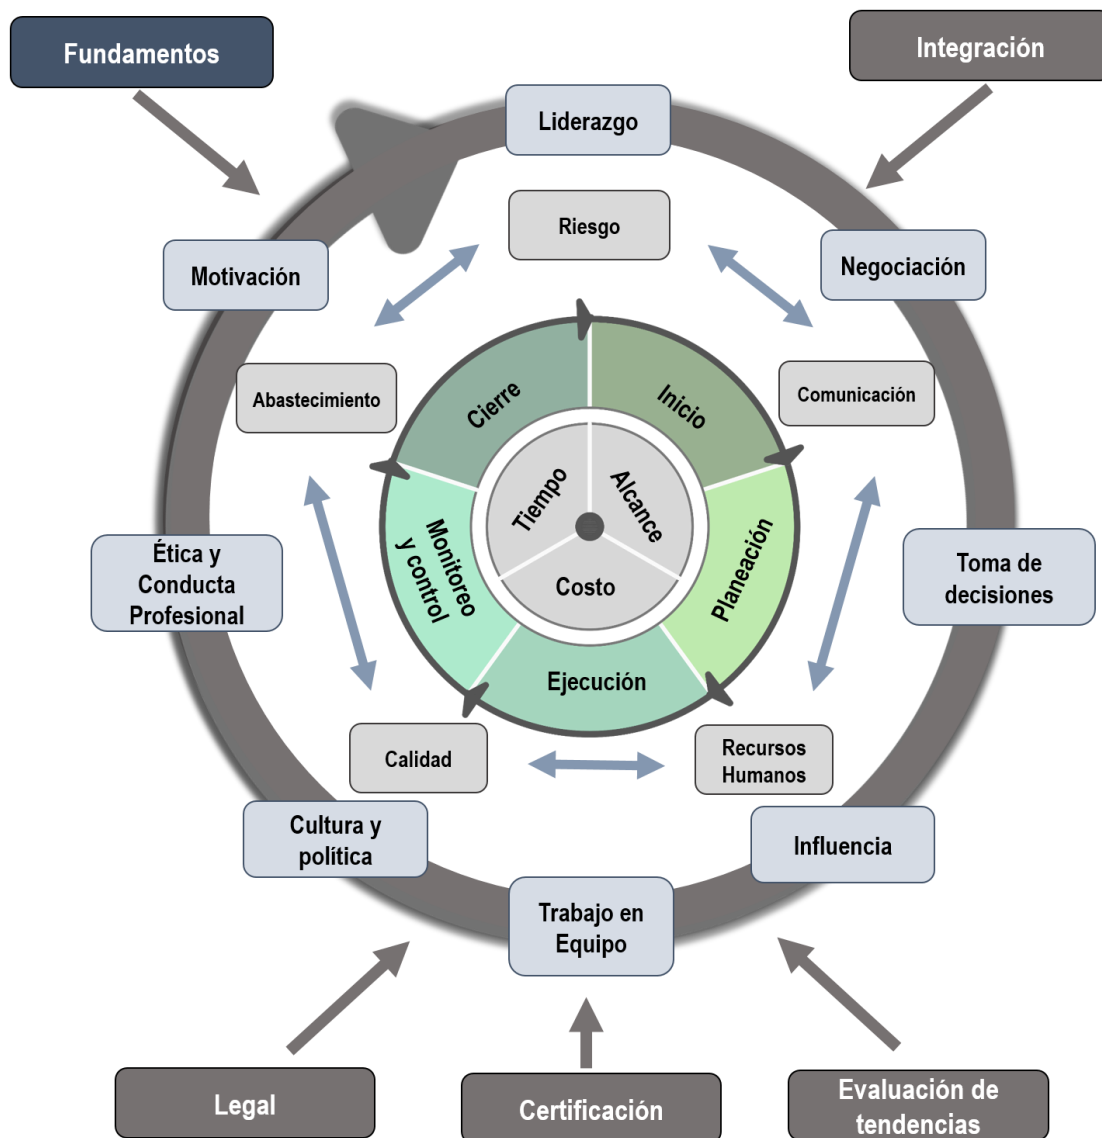 Fundamentos
Integración
Liderazgo
Riesgo
Motivación
Negociación
Abastecimiento
Comunicación
Cierre
Inicio
Tiempo
Alcance
Costo
Monitoreo
y control
Planeación
Ejecución
Ética y
Conducta
Profesional
Toma de
decisiones
Calidad
Recursos
Humanos
Cultura y
política
Influencia
Trabajo en
Equipo
Legal
Certificación
Evaluación de
tendencias